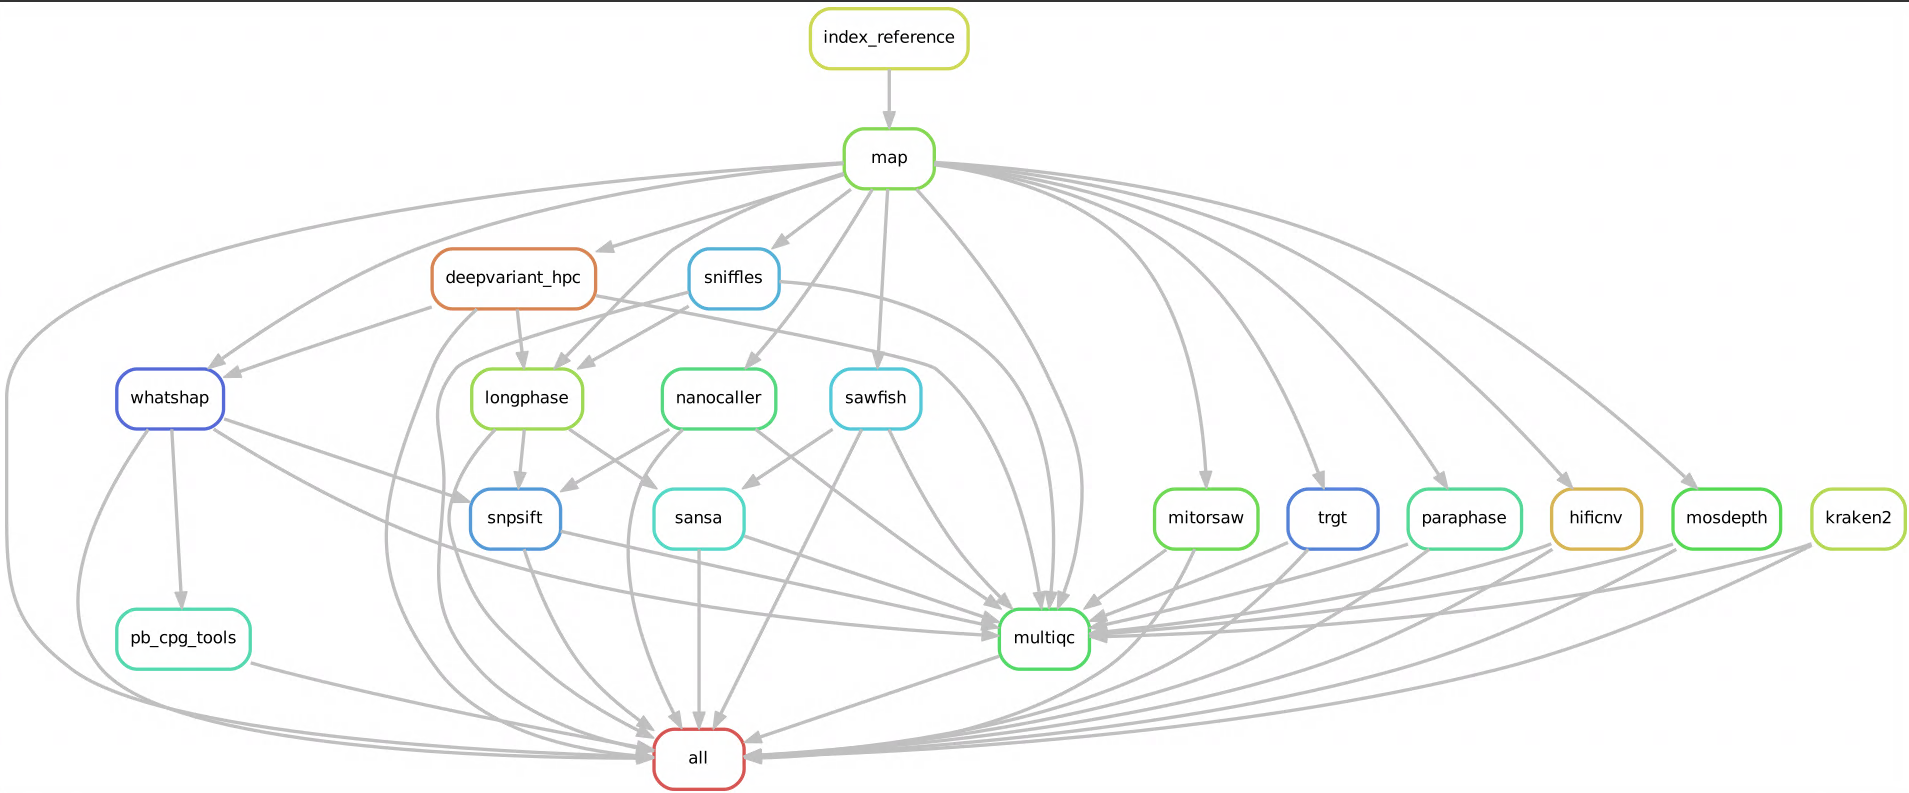 index_reference
map
deepvariant_hpc
sniffles
whatshap
longphase
nanocaller
sawfish
snpsift
sansa
mitorsaw
trgt
paraphase
hificnv
mosdepth
kraken2
pb_cpg_tools
multiqc
all